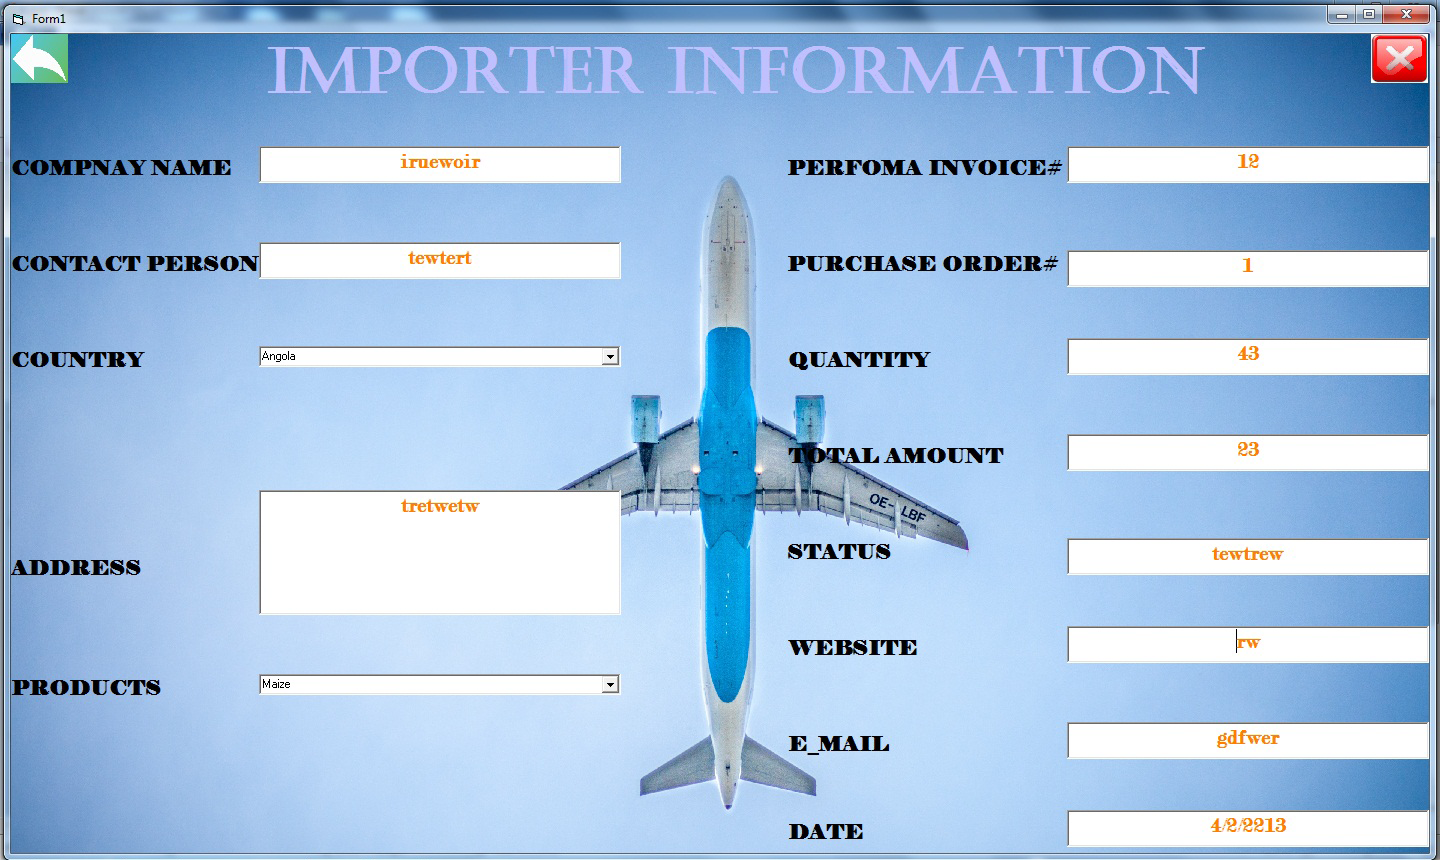 Form1
IMPORTER INFORMATION
COMPNAY NAME
iruewoir
CONTACT PERSON
tewtert
COUNTRY
Angola
ADDRESS
tretwetw
PRODUCTS
Maize
PERFOMA INVOICE#
12
PURCHASE ORDER#
1
QUANTITY
43
TOTAL AMOUNT
23
OE-LBF
STATUS
tewtrew
WEBSITE
rw
E_MAIL
gdfwer
DATE
4/2/2213